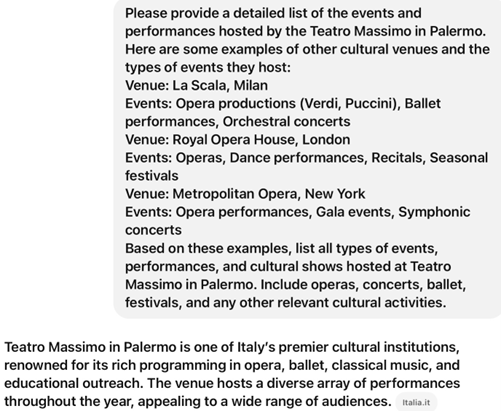 Please provide a detailed list of the events and
performances hosted by the Teatro Massimo in Palermo.
Here are some examples of other cultural venues and the
types of events they host:
Venue: La Scala, Milan
Events: Opera productions (Verdi, Puccini), Ballet
performances, Orchestral concerts
Venue: Royal Opera House, London
Events: Operas, Dance performances, Recitals, Seasonal
festivals
Venue: Metropolitan Opera, New York
Events: Opera performances, Gala events, Symphonic
concerts
Based on these examples, list all types of events,
performances, and cultural shows hosted at Teatro
Massimo in Palermo. Include operas, concerts, ballet,
festivals, and any other relevant cultural activities.
Teatro Massimo in Palermo is one of Italy's premier cultural institutions,
renowned for its rich programming in opera, ballet, classical music, and
educational outreach. The venue hosts a diverse array of performances
throughout the year, appealing to a wide range of audiences. Italia.it